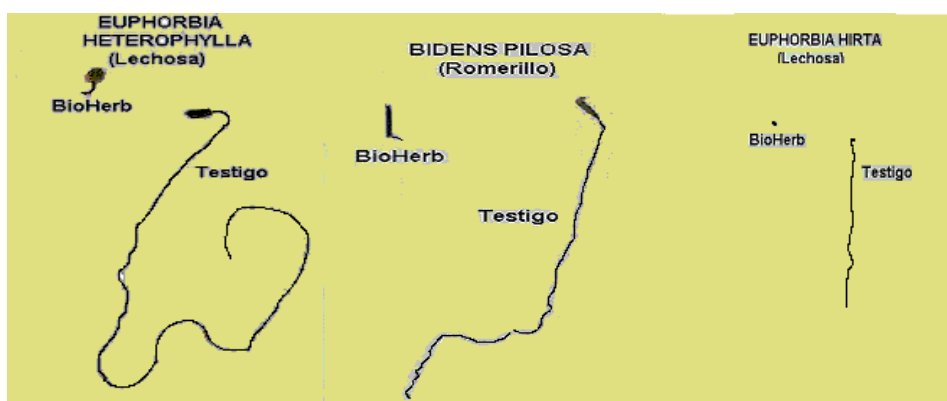 EUPHORBIA
HETEROPHYLLA
(Lechosa)
BioHerb
Testigo
BIDENS PILOSA
(Romerillo)
BioHerb
Testigo
EUPHORBIA HIRTA
(Lechosa)
BioHerb
Testigo